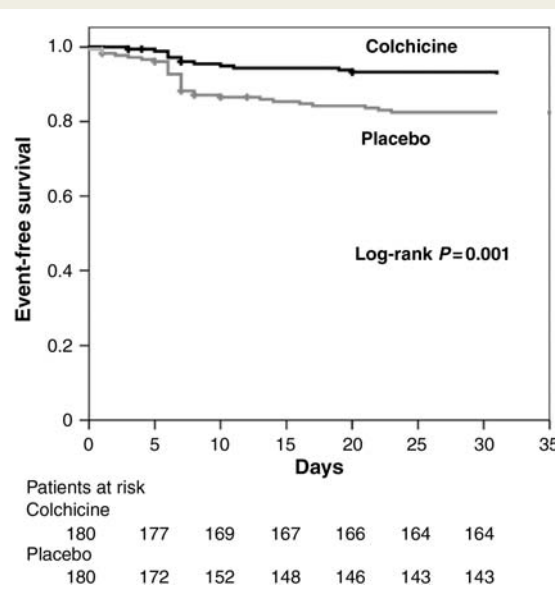 1.0
0.8
0.6
0.4
0.2
0
Event-free survival
Colchicine
Placebo
Log-rank P=0.001
0 5 10 15 20 25 30 35
Days
Patients at risk
Colchicine
180 177 169 167 166 164 164
Placebo
180 172 152 148 146 143 143